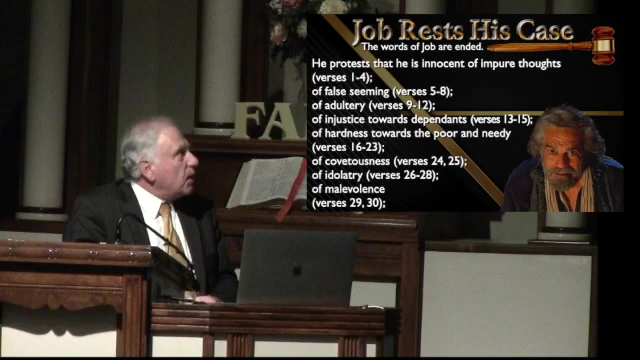 Job Rests His Case
The words of Job are ended.
He protests that he is innocent of impure thoughts
(verses 1-4);
of false seeming (verses 5-8);
of adultery (verses 9-12);
of injustice towards dependants (verses 13-15);
of hardness towards the poor and needy
(verses 16-23);
of covetousness (verses 24, 25);
of idolatry (verses 26-28);
of malevolence
(verses 29, 30);
FA